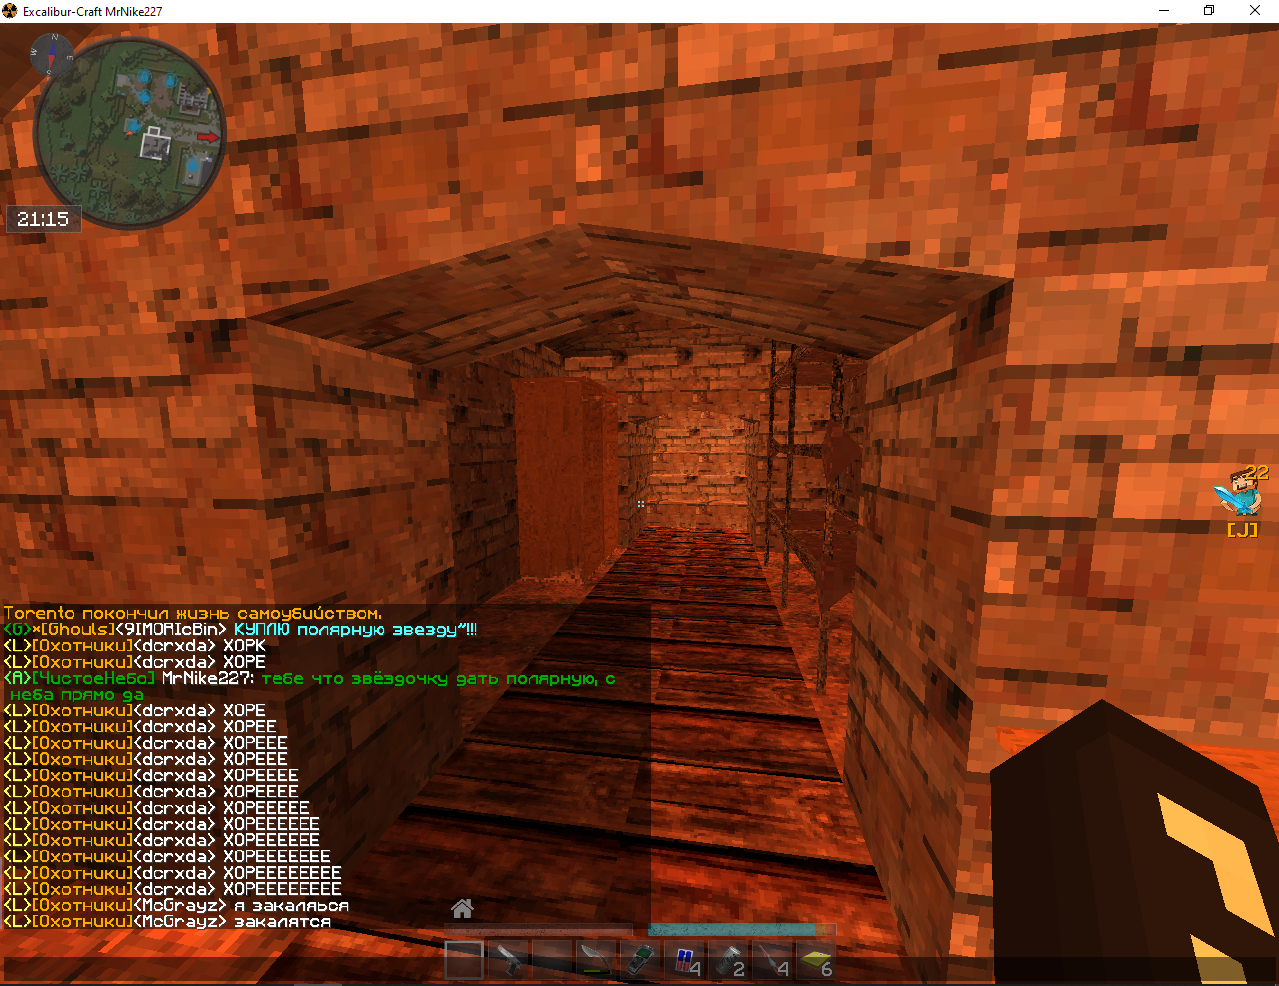 Excalibur-Craft MrNike227
N
W
21:15
22
[J]
Torento покончил жизнь самоубийством.
<G>×[Ghouls]<9IMORIcBin> КУПЛЮ полярную звезду"!!!
<L>[Охотники]<dcrxda> ХОРК
<L>[Охотники]<dcrxda> ХОРЕ
<A>[ЧистоеНебо] MrNike227: тебе что звёздочку дать полярную, с
неба прямо да
<L>[Охотники]<dcrxda> ХОРЕ
<L>[Охотники]<dcrxda> ХОРЕЕ
<L>[Охотники]<dcrxda> ХОРЕЕЕ
<L>[Охотники]<dcrxda> ХОРЕЕЕ
<L>[Охотники]<dcrxda> ХОРЕЕЕЕ
<L>[Охотники]<dcrxda> ХОРЕЕЕЕ
<L>[Охотники]<dcrxda> ХОРЕЕЕЕЕ
<L>[Охотники]<dcrxda> ХОРЕЕЕЕЕЕ
<L>[Охотники]<dcrxda> ХОРЕЕЕЕЕЕ
<L>[Охотники]<dcrxda> ХОРЕЕЕЕЕЕЕ
<L>[Охотники]<dcrxda> ХОРЕЕЕЕЕЕЕЕ
<L>[Охотники]<dcrxda> ХОРЕЕЕЕЕЕЕЕ
<L>[Охотники]<McGrayz> я закаляься
<L>[Охотники]<McGrayz> закалятся
4 2 4 6